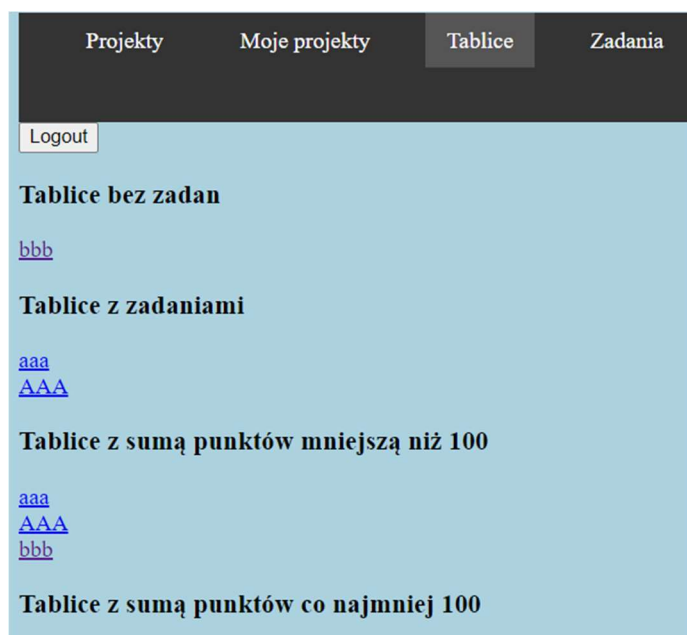 Projekty Moje projekty Tablice Zadania
Logout
Tablice bez zadan
bbb
Tablice z zadaniami
aaa
AAA
Tablice z sumą punktów mniejszą niż 100
aaa
AAA
bbb
Tablice z sumą punktów co najmniej 100